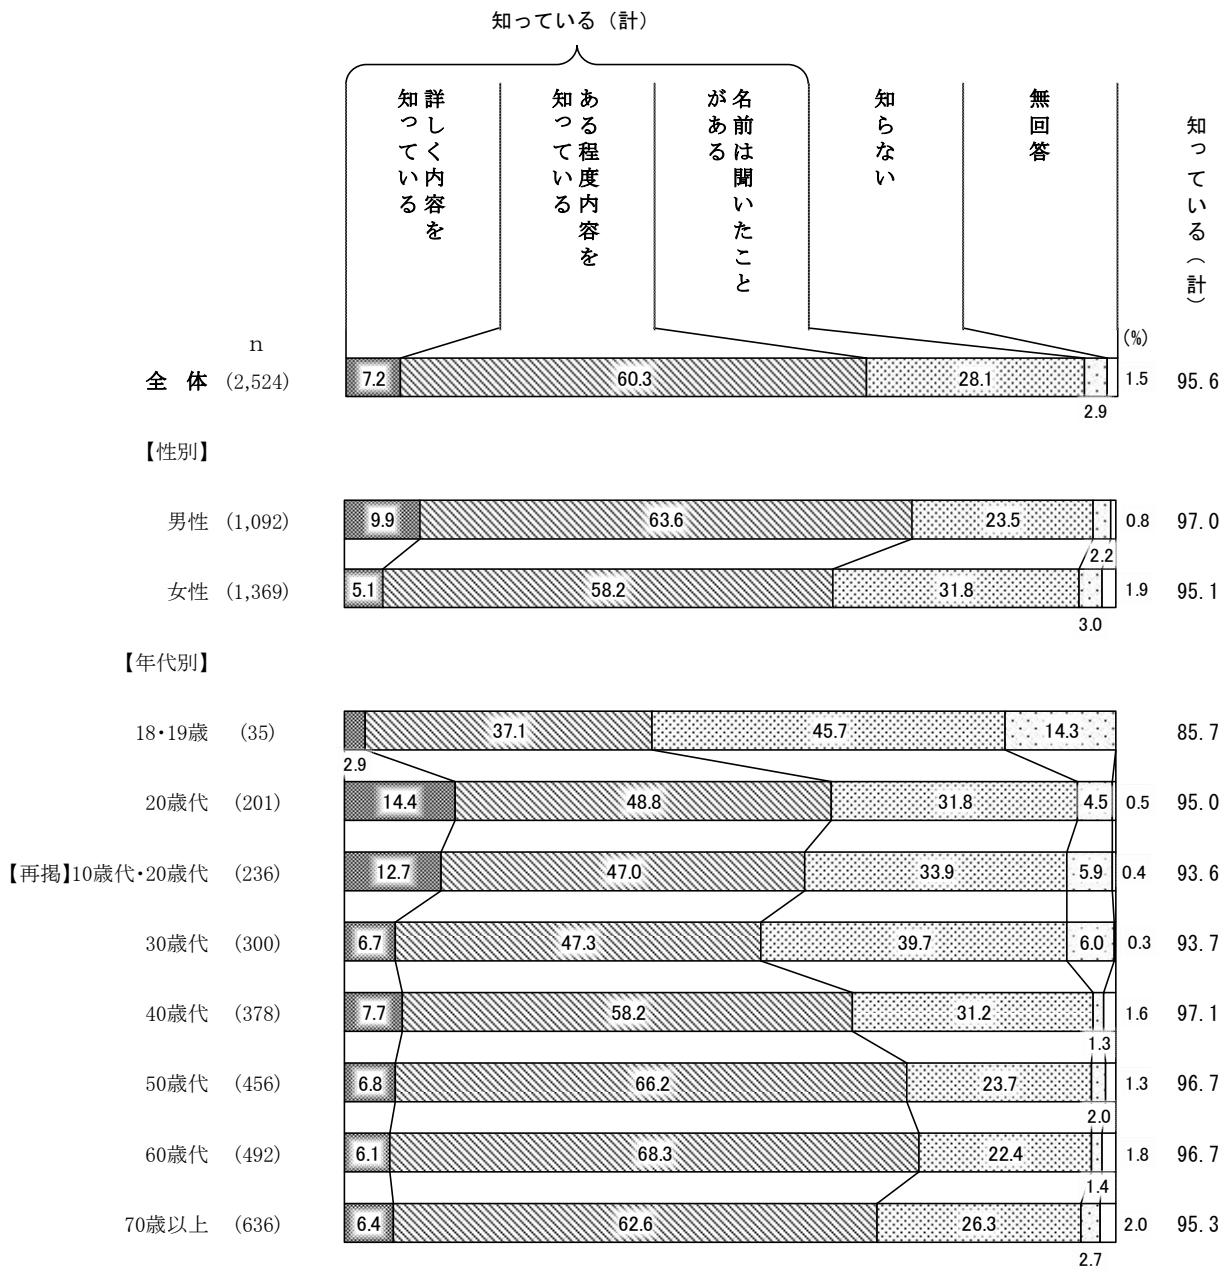 知っている（計）
詳しく内容を
知っている
ある程度内容を
知っている
名前は聞いたこと
がある
知らない
無回答
知っている（計）
(%)
n
全 体 (2,524) 7.2 60.3 28.1 1.5 95.6
2.9
【性別】
男性 (1,092) 9.9 63.6 23.5 0.8 97.0
2.2
女性 (1,369) 5.1 58.2 31.8 1.9 95.1
3.0
【年代別】
18・19歳 (35) 37.1 45.7 14.3 85.7
2.9
20歳代 (201) 14.4 48.8 31.8 4.5 0.5 95.0
【再掲】10歳代・20歳代 (236) 12.7 47.0 33.9 5.9 0.4 93.6
30歳代 (300) 6.7 47.3 39.7 6.0 0.3 93.7
40歳代 (378) 7.7 58.2 31.2 1.6 97.1
1.3
50歳代 (456) 6.8 66.2 23.7 1.3 96.7
2.0
60歳代 (492) 6.1 68.3 22.4 1.8 96.7
1.4
70歳以上 (636) 6.4 62.6 26.3 2.0 95.3
2.7